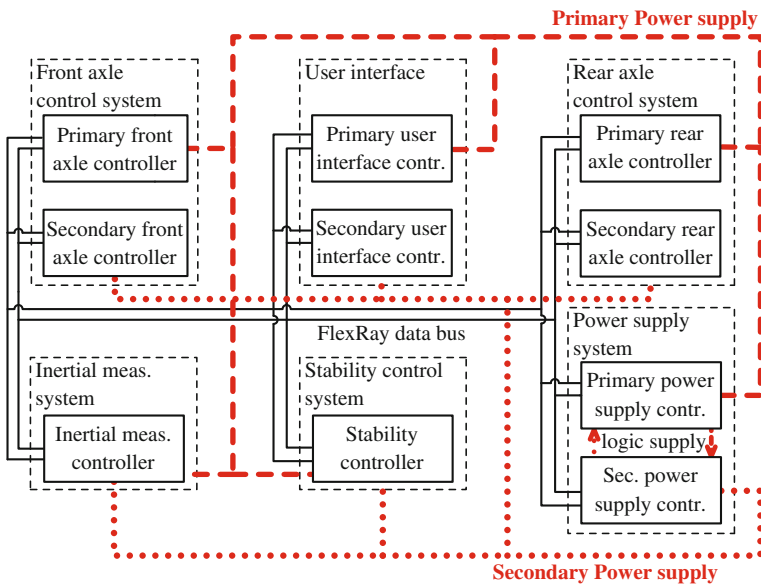 Primary Power supply
Front axle
control system
Primary front
axle controller
Secondary front
axle controller
User interface
Primary user
interface contr.
Secondary user
interface contr.
Rear axle
control system
Primary rear
axle controller
Secondary rear
axle controller
FlexRay data bus
Inertial meas.
system
Inertial meas.
controller
Stability control
system
Stability
controller
Power supply
system
Primary power
supply contr.
logic supply
Sec. power
supply contr.
Secondary Power supply